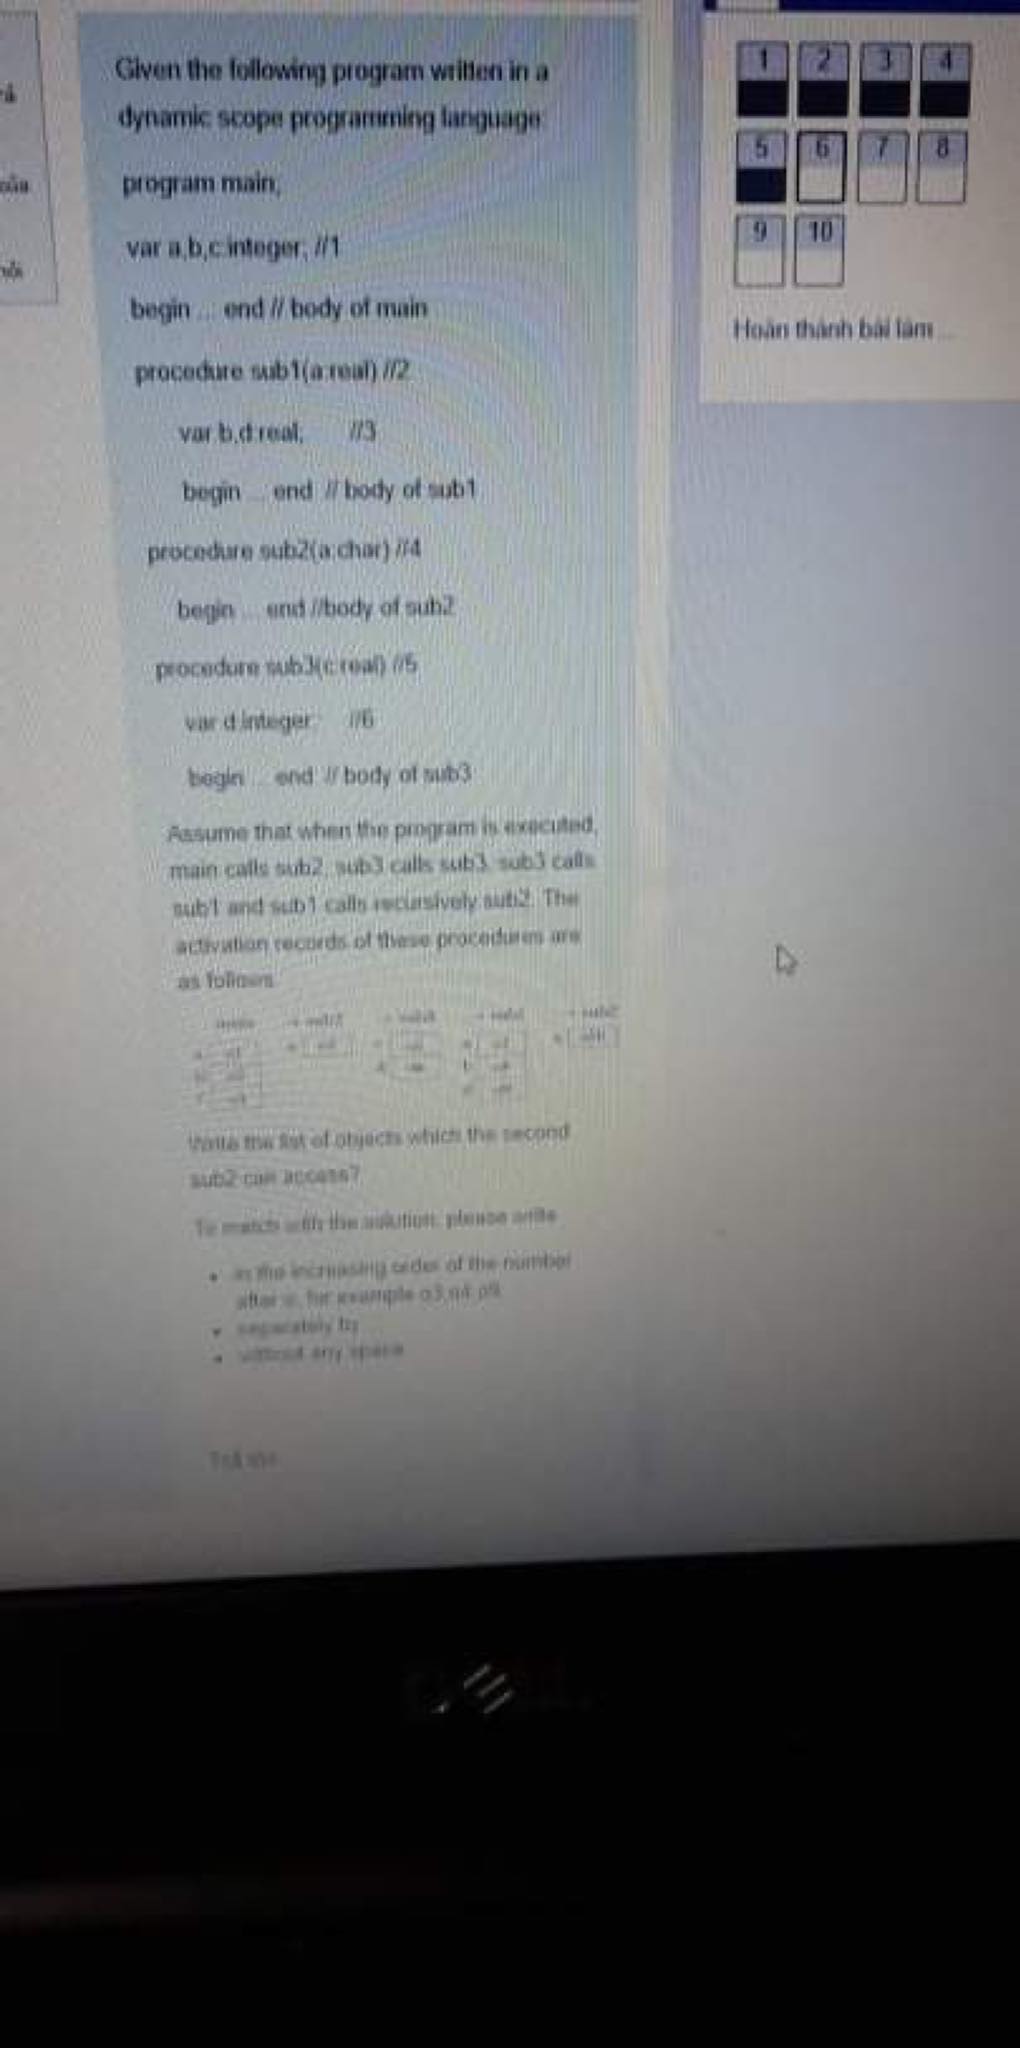 Given the following program written in a
dynamic scope programming language:
program main;
var a,b,c:integer; //1
begin ... end // body of main
procedure sub1(a:real) //2
var b,d:real; //3
begin ... end // body of sub1
procedure sub2(a:char) //4
begin ... end //body of sub2
procedure sub3(c:real) //5
var d:integer; //6
begin ... end // body of sub3
Assume that when the program is executed,
main calls sub2, sub3 calls sub3, sub3 calls
sub1 and sub1 calls recursively sub2. The
activation records of these procedures are
as follows
main
Write the list of objects which the second
sub2 can access?
To match with the solution, please write
in the increasing order of the number
after o, for example o3,o4,o9
separately by
without any space
1 2 3 4
5 6 7 8
9 10
Hoàn thành bài làm ...
của
DELL